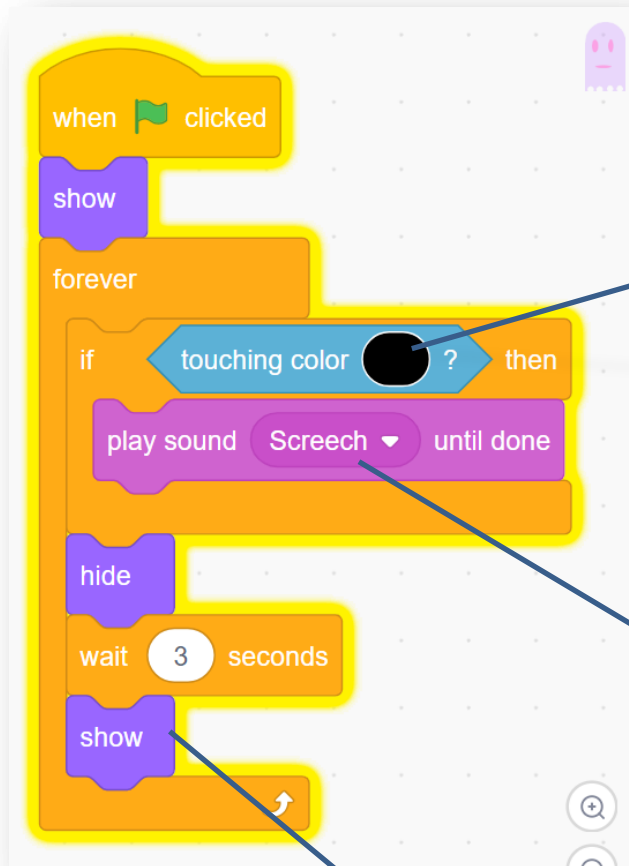 when clicked
show
forever
if touching color ? then
play sound Screech until done
hide
wait 3 seconds
show